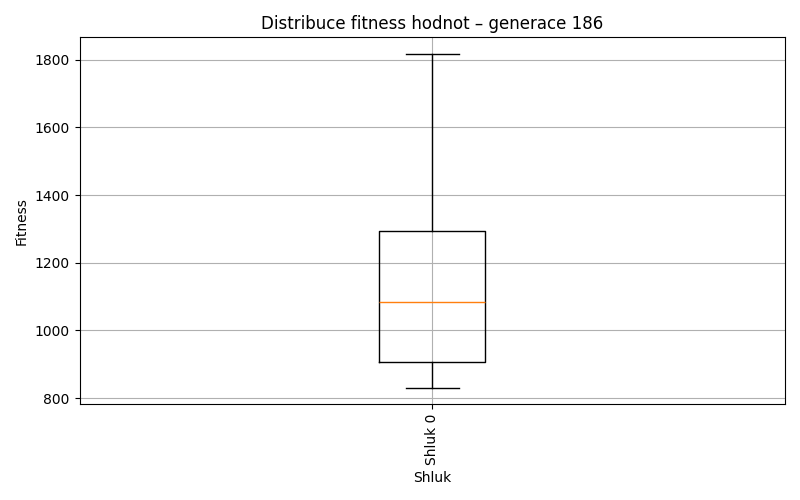 Distribuce fitness hodnot – generace 186
1800
1600
1400
1200
1000
800
Fitness
Shluk 0
Shluk